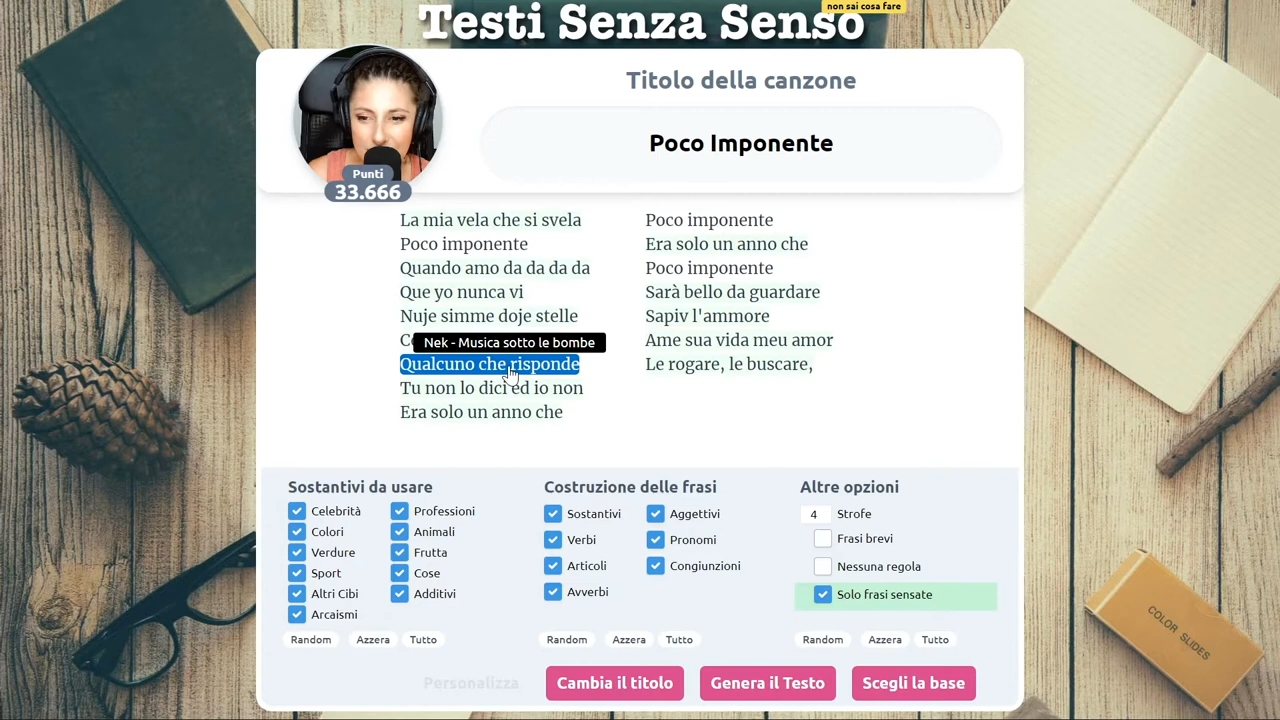 non sai cosa fare
Testi Senza Senso
Titolo della canzone
Poco Imponente
Punti
33.666
La mia vela che si svela
Poco imponente
Quando amo da da da da
Que yo nunca vi
Nuje simme doje stelle
Nek - Musica sotto le bombe
Qualcuno che risponde
Tu non lo dici ed io non
Era solo un anno che
Poco imponente
Era solo un anno che
Poco imponente
Sarà bello da guardare
Sapiv l'ammore
Ame sua vida meu amor
Le rogare, le buscare,
Sostantivi da usare
Celebrità
Professioni
Colori
Animali
Verdure
Frutta
Sport
Cose
Altri Cibi
Additivi
Arcaismi
Random
Azzera
Tutto
Costruzione delle frasi
Sostantivi
Aggettivi
Verbi
Pronomi
Articoli
Congiunzioni
Avverbi
Random
Azzera
Tutto
Altre opzioni
4 Strofe
Frasi brevi
Nessuna regola
Solo frasi sensate
Random
Azzera
Tutto
Personalizza
Cambia il titolo
Genera il Testo
Scegli la base
COLOR SLIDES